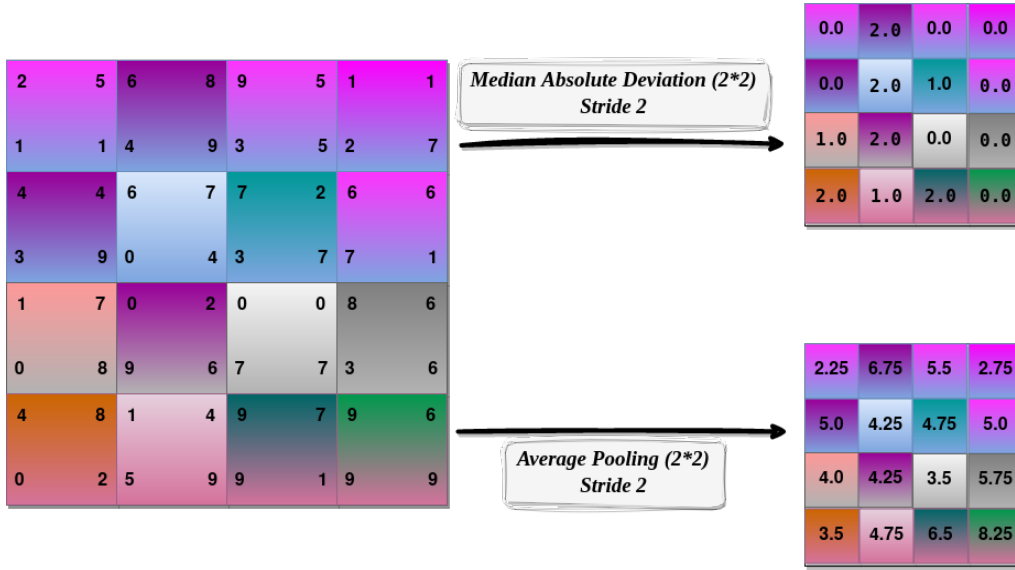 2 5 6 8 9 5 1 1
1 1 4 9 3 5 2 7
4 4 6 7 7 2 6 6
3 9 0 4 3 7 7 1
1 7 0 2 0 0 8 6
0 8 9 6 7 7 3 6
4 8 1 4 9 7 9 6
0 2 5 9 9 1 9 9
Median Absolute Deviation (2*2)
Stride 2
0.0 2.0 0.0 0.0
0.0 2.0 1.0 0.0
1.0 2.0 0.0 0.0
2.0 1.0 2.0 0.0
Average Pooling (2*2)
Stride 2
2.25 6.75 5.5 2.75
5.0 4.25 4.75 5.0
4.0 4.25 3.5 5.75
3.5 4.75 6.5 8.25